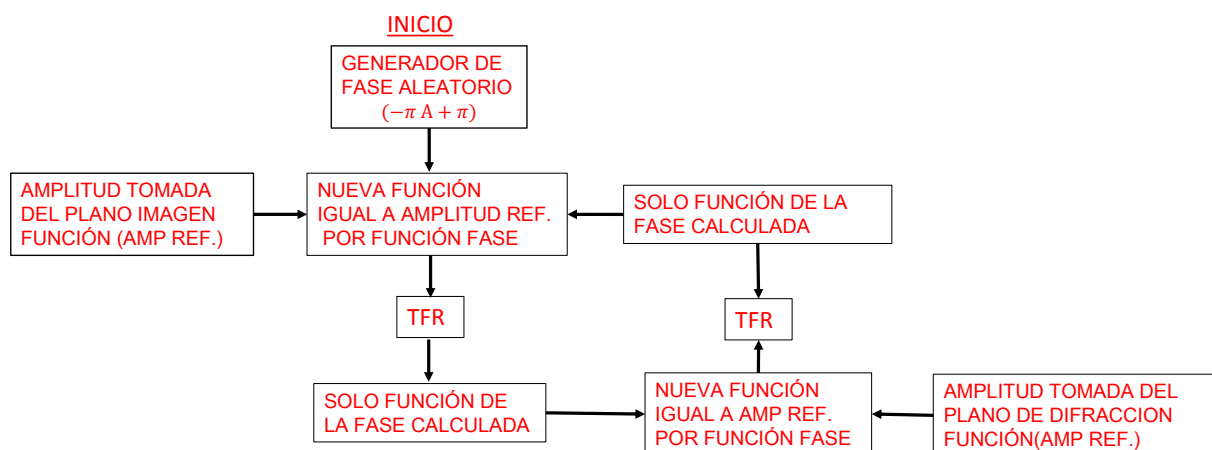 INICIO
GENERADOR DE
FASE ALEATORIO
(−π A + π)
AMPLITUD TOMADA
DEL PLANO IMAGEN
FUNCIÓN (AMP REF.)
NUEVA FUNCIÓN
IGUAL A AMPLITUD REF.
POR FUNCIÓN FASE
SOLO FUNCIÓN DE LA
FASE CALCULADA
TFR
TFR
SOLO FUNCIÓN DE
LA FASE CALCULADA
NUEVA FUNCIÓN
IGUAL A AMP REF.
POR FUNCIÓN FASE
AMPLITUD TOMADA DEL
PLANO DE DIFRACCION
FUNCIÓN(AMP REF.)